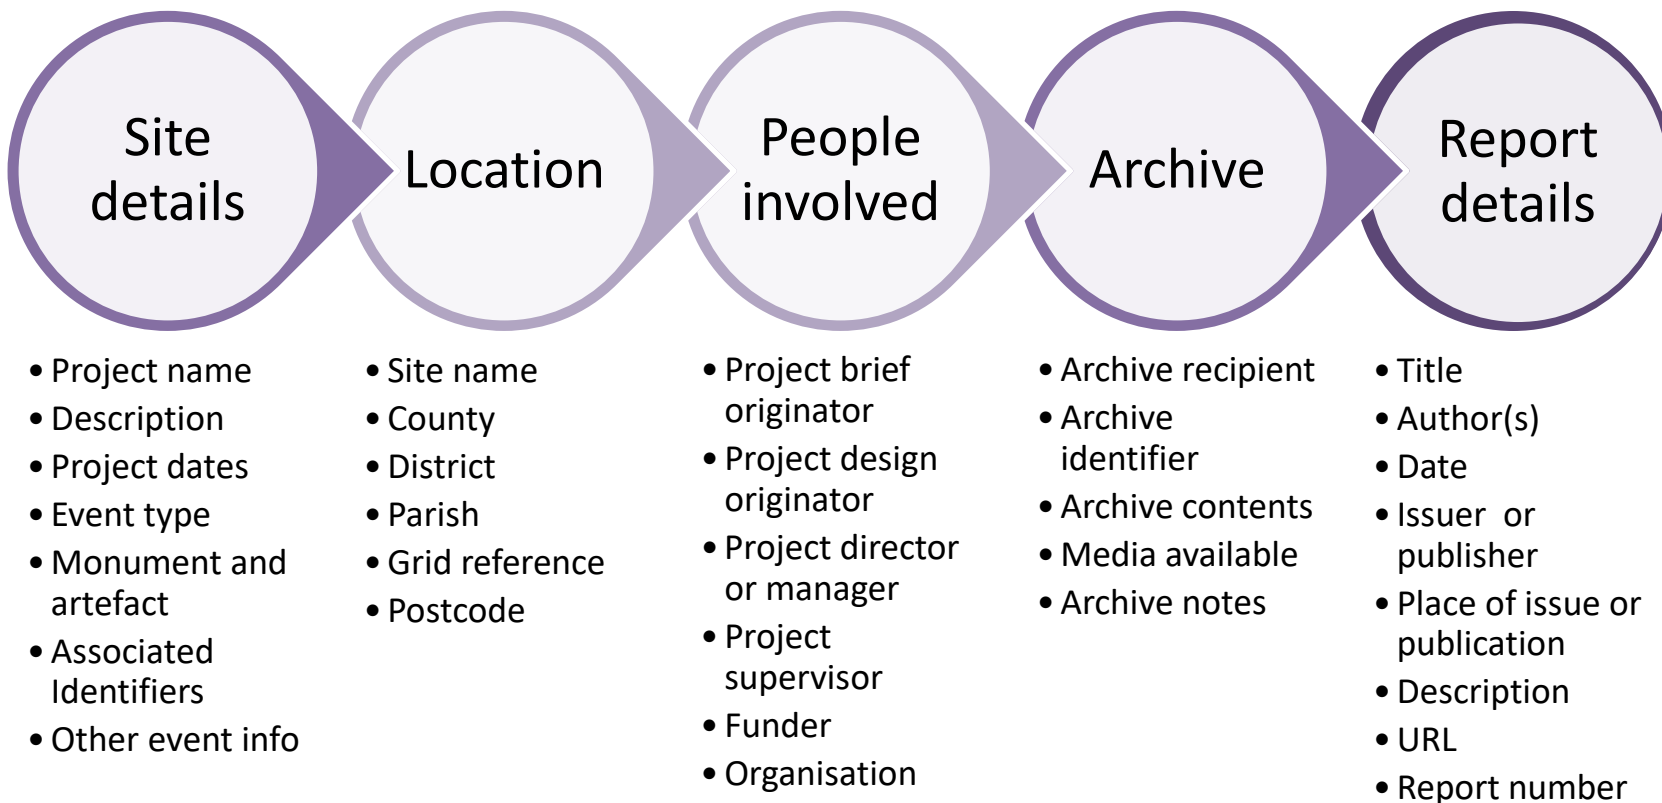 Site
details
Location
People
involved
Archive
Report
details
• Project name
• Description
• Project dates
• Event type
• Monument and
artefact
• Associated
Identifiers
• Other event info
• Site name
• County
• District
• Parish
• Grid reference
• Postcode
• Project brief
originator
• Project design
originator
• Project director
or manager
• Project
supervisor
• Funder
• Organisation
• Archive recipient
• Archive
identifier
• Archive contents
• Media available
• Archive notes
• Title
• Author(s)
• Date
• Issuer or
publisher
• Place of issue or
publication
• Description
• URL
• Report number